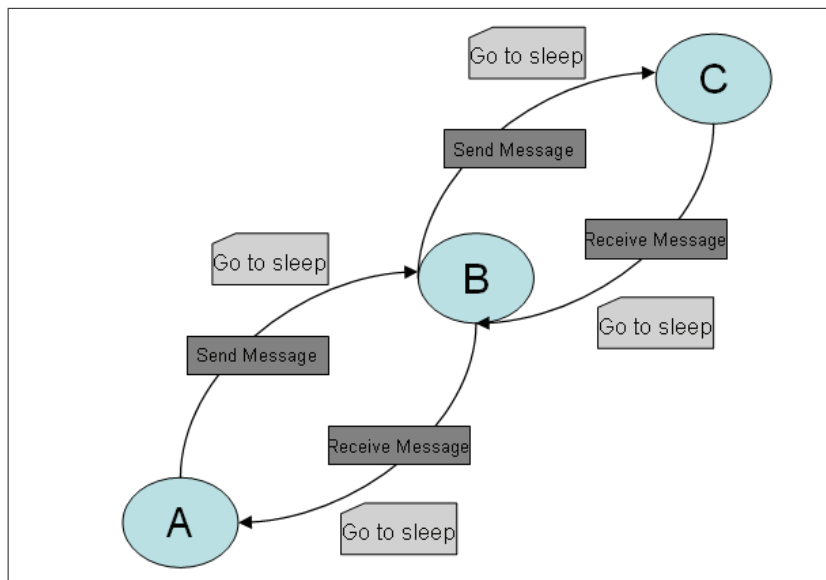 Go to sleep
C
Send Message
Receive Message
Go to sleep
B
Go to sleep
Send Message
Receive Message
A
Go to sleep